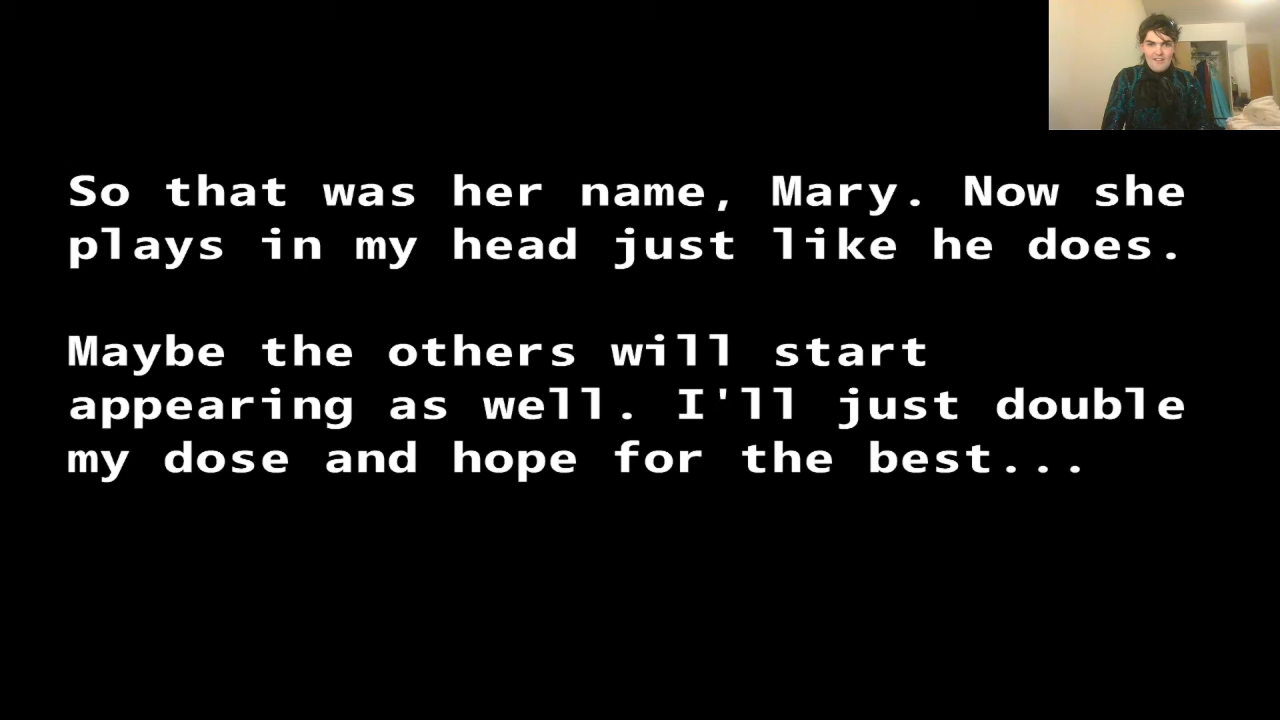 So that was her name, Mary. Now she
plays in my head just like he does.
Maybe the others will start
appearing as well. I'll just double
my dose and hope for the best...